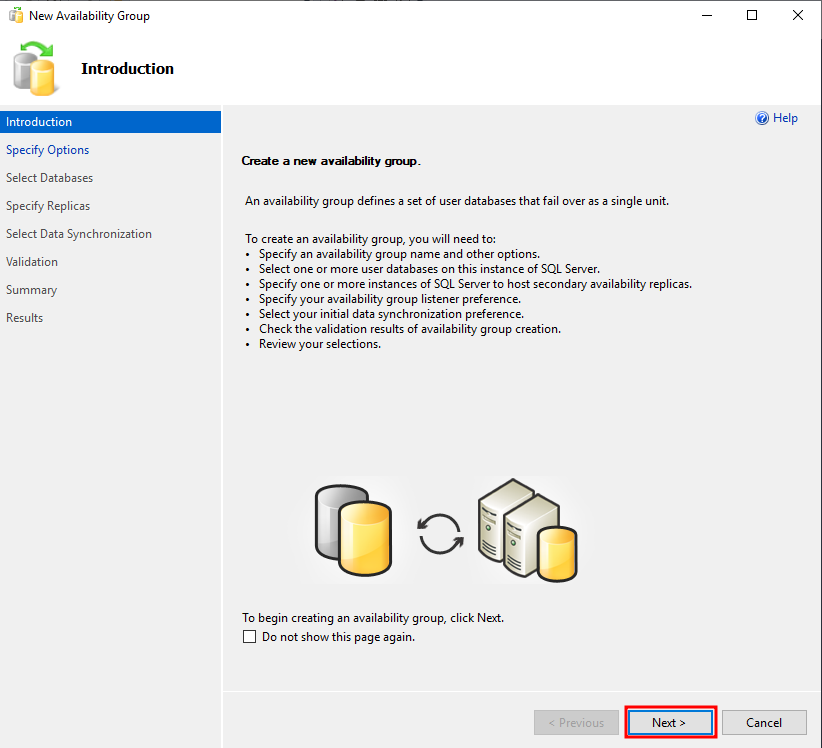 New Availability Group
Introduction
Introduction
Specify Options
Select Databases
Specify Replicas
Select Data Synchronization
Validation
Summary
Results
Help
Create a new availability group.
An availability group defines a set of user databases that fail over as a single unit.
To create an availability group, you will need to:
• Specify an availability group name and other options.
• Select one or more user databases on this instance of SQL Server.
• Specify one or more instances of SQL Server to host secondary availability replicas.
• Specify your availability group listener preference.
• Select your initial data synchronization preference.
• Check the validation results of availability group creation.
• Review your selections.
To begin creating an availability group, click Next.
Do not show this page again.
< Previous
Next >
Cancel